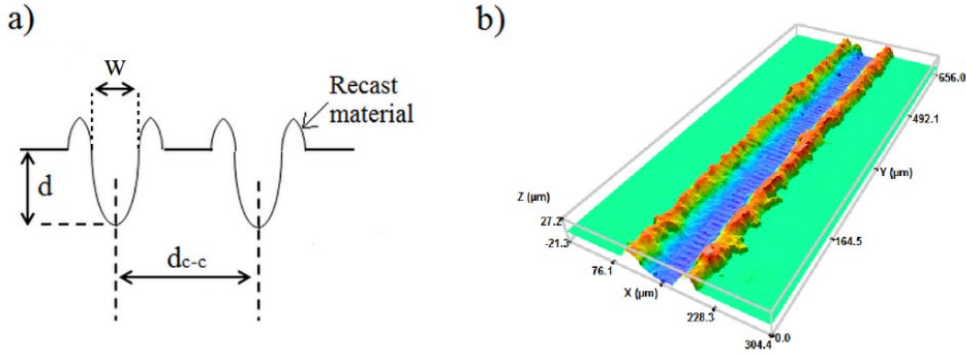 a)
W
Recast
material
d
dc-c
b)
Z (µm)
27.2
-21.3
76.1
X (µm)
228.3
304.4
0.0
164.5
Y (µm)
492.1
656.0